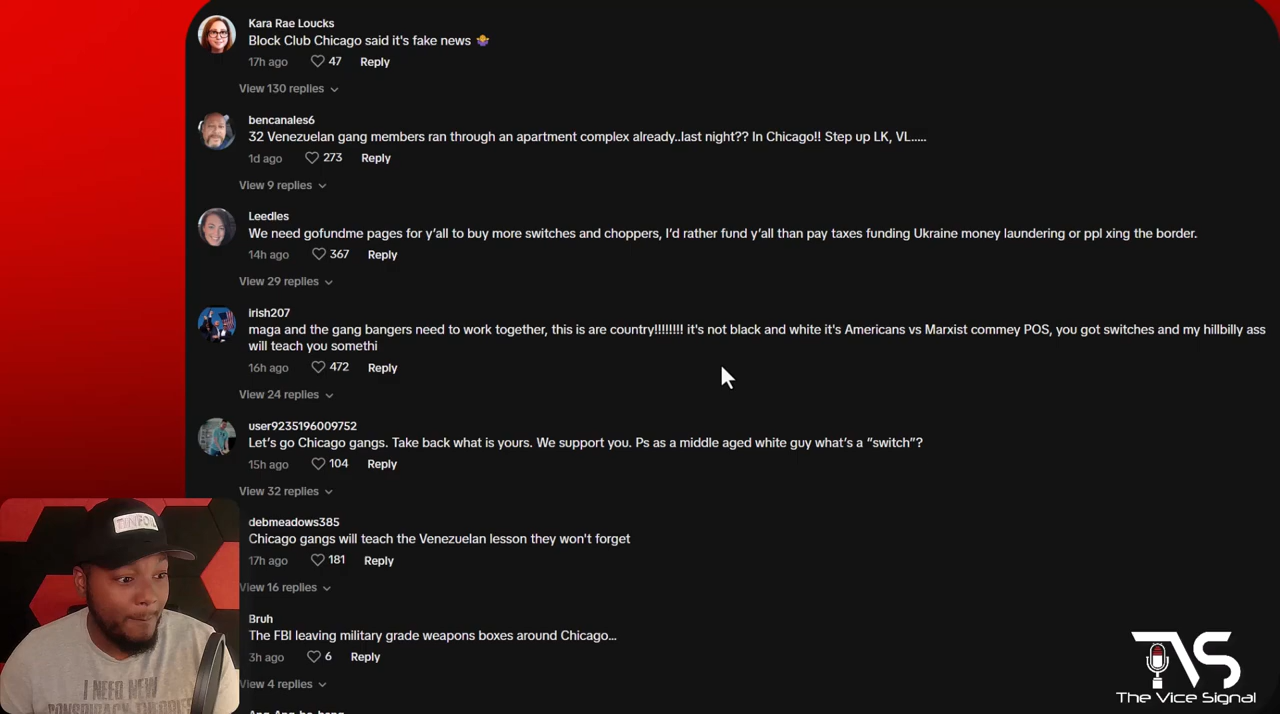 Kara Rae Loucks
Block Club Chicago said it's fake news 🤷‍♀️
17h ago 47 Reply
View 130 replies
bencanales6
32 Venezuelan gang members ran through an apartment complex already..last night?? In Chicago!! Step up LK, VL.....
1d ago 273 Reply
View 9 replies
Leedles
We need gofundme pages for y'all to buy more switches and choppers, I'd rather fund y'all than pay taxes funding Ukraine money laundering or ppl xing the border.
14h ago 367 Reply
View 29 replies
irish207
maga and the gang bangers need to work together, this is are country!!!!!!!! it's not black and white it's Americans vs Marxist commey POS, you got switches and my hillbilly ass
will teach you somethi
16h ago 472 Reply
View 24 replies
user9235196009752
Let's go Chicago gangs. Take back what is yours. We support you. Ps as a middle aged white guy what's a “switch”?
15h ago 104 Reply
View 32 replies
debmeadows385
Chicago gangs will teach the Venezuelan lesson they won't forget
17h ago 181 Reply
View 16 replies
Bruh
The FBI leaving military grade weapons boxes around Chicago...
3h ago 6 Reply
View 4 replies
TINFOIL
I NEED NEW
CONSPIRACY THEORIES
TVS
The Vice Signal